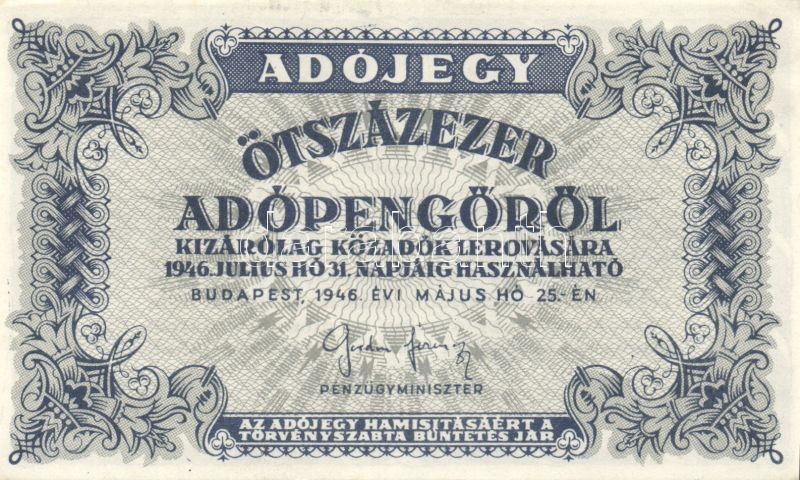 ADÓJEGY
ÖTSZÁZEZER
ADÓPENGŐRŐL
KIZÁRÓLAG KÖZADÓK LEROVÁSÁRA
1946. JULIUS HÓ 31. NAPJÁIG HASZNÁLHATÓ
BUDAPEST, 1946. ÉVI MÁJUS HÓ 25.-ÉN
PÉNZÜGYMINISZTER
AZ ADÓJEGY HAMISITÁSÁÉRT A
TÖRVÉNYSZABTA BÜNTETÉS JÁR